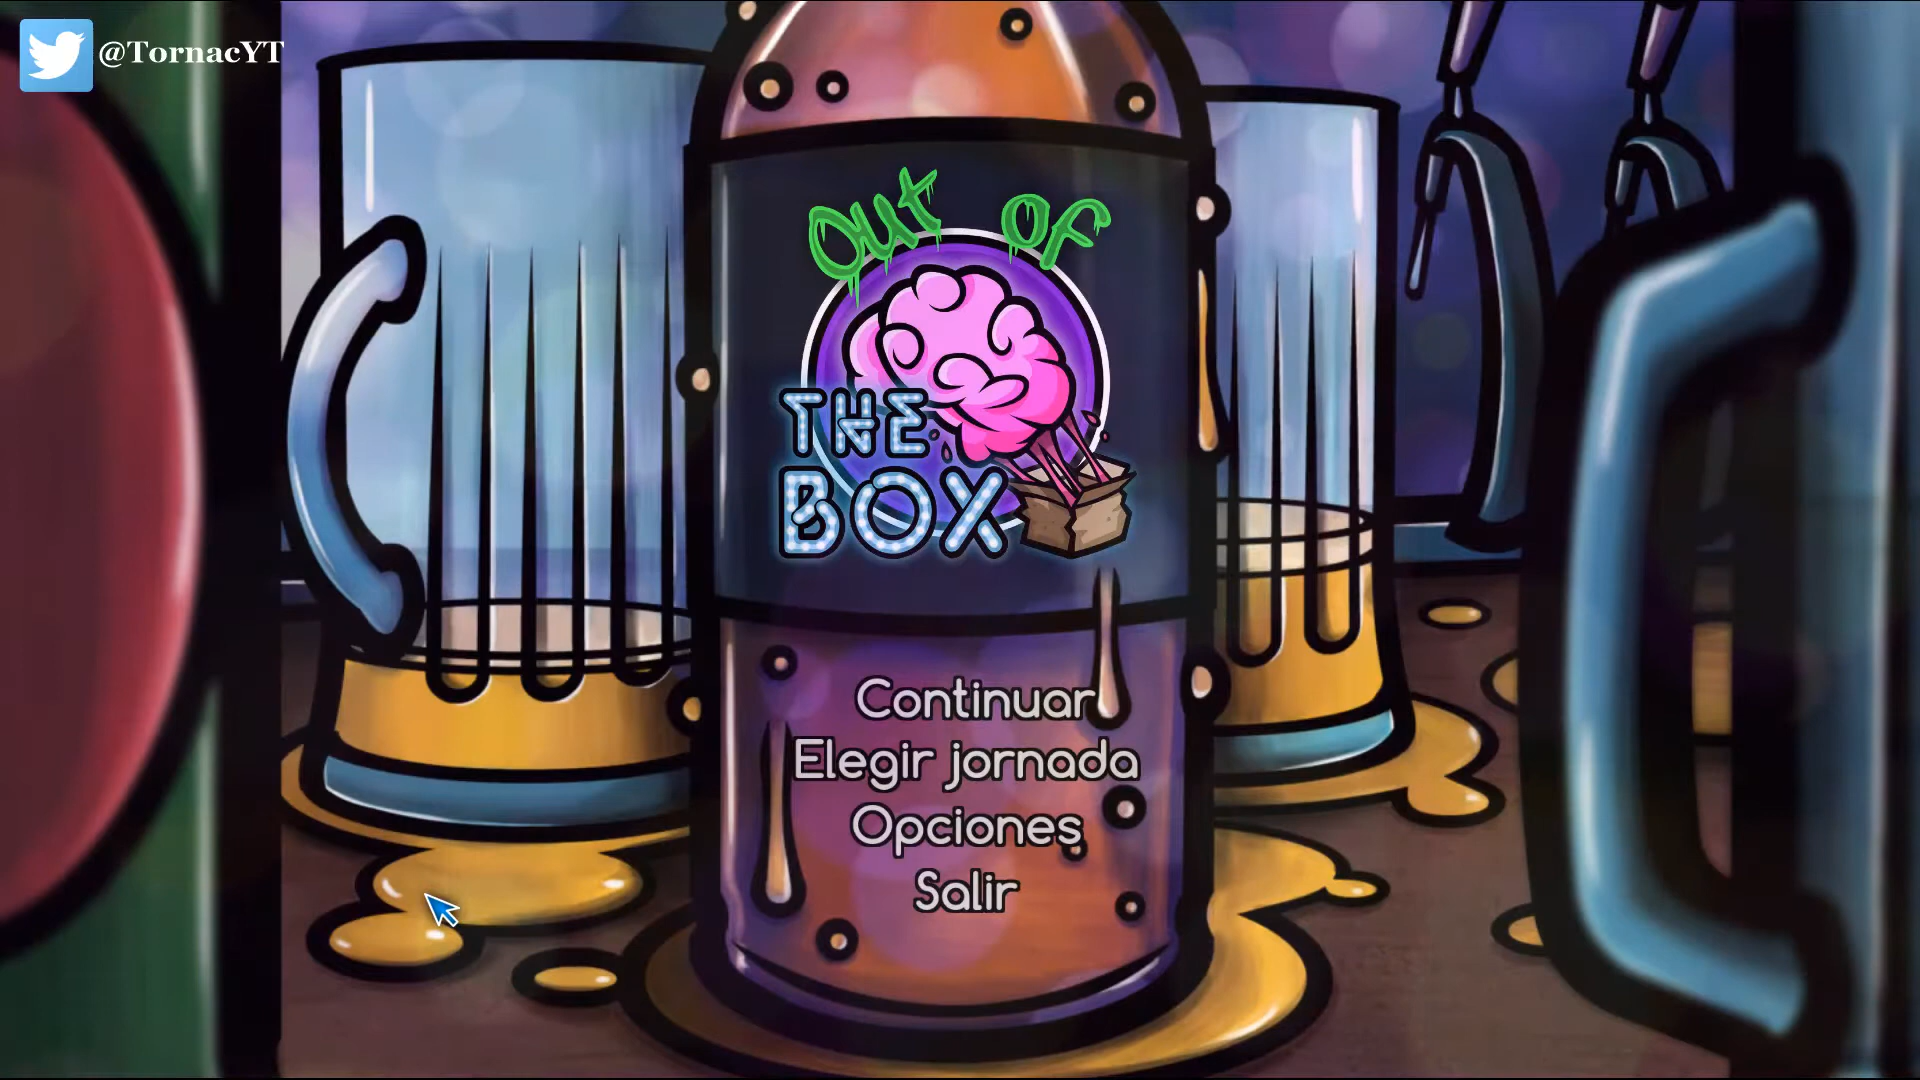 @TornacYT
Out of
THE
BOX
Continuar
Elegir jornada
Opciones
Salir